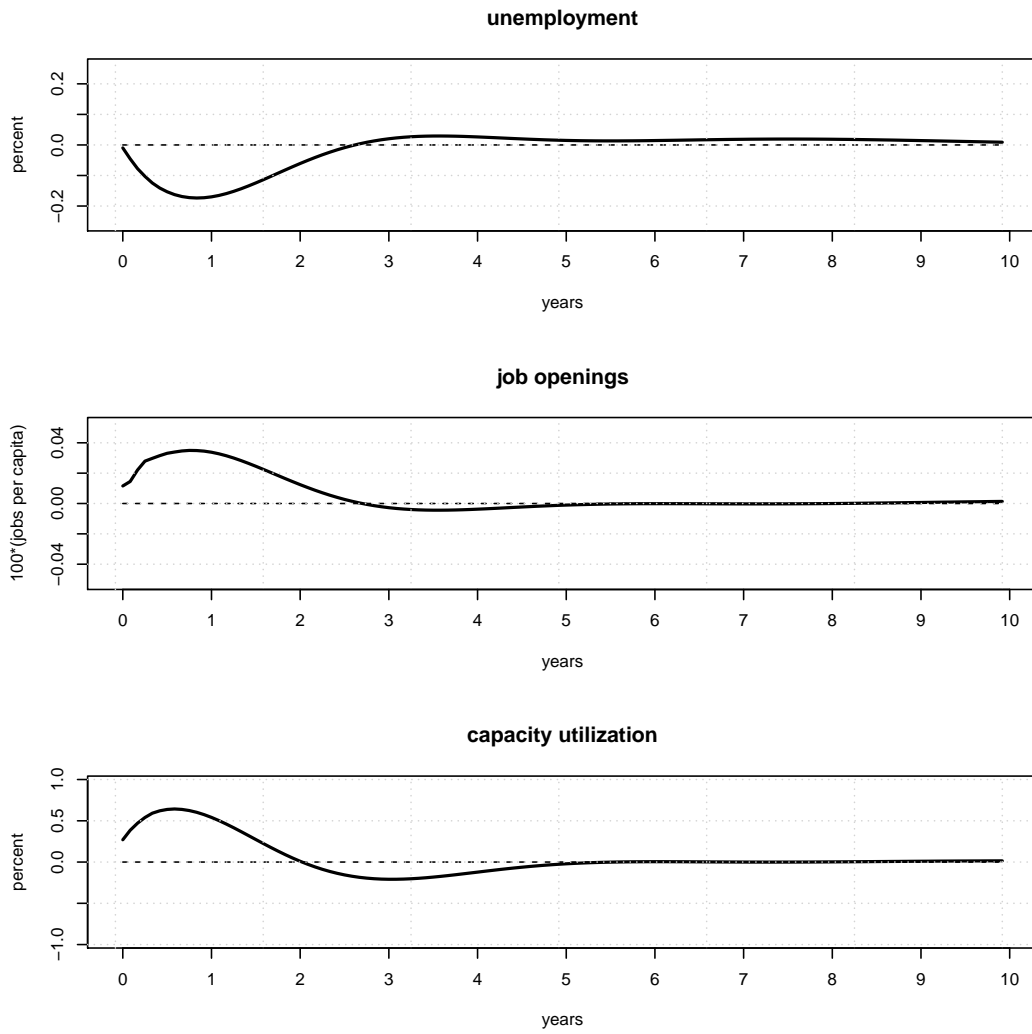 unemployment
percent
0.2
0.0
−0.2
0 1 2 3 4 5 6 7 8 9 10
years
job openings
100*(jobs per capita)
0.04
0.00
−0.04
0 1 2 3 4 5 6 7 8 9 10
years
capacity utilization
percent
1.0
0.5
0.0
−1.0
0 1 2 3 4 5 6 7 8 9 10
years